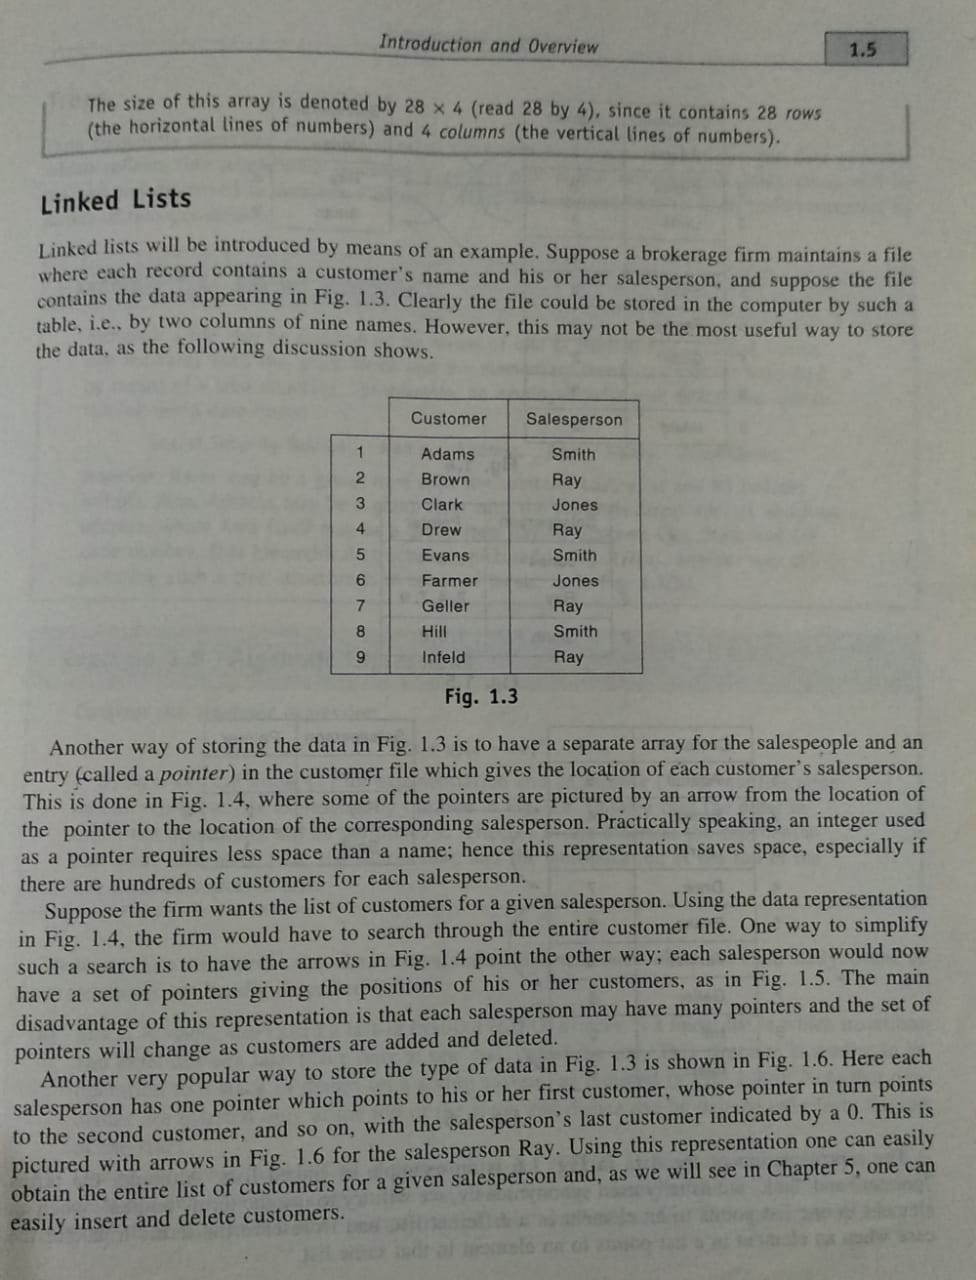 Introduction and Overview
1.5
The size of this array is denoted by 28 × 4 (read 28 by 4), since it contains 28 rows
(the horizontal lines of numbers) and 4 columns (the vertical lines of numbers).
Linked Lists
Linked lists will be introduced by means of an example. Suppose a brokerage firm maintains a file
where each record contains a customer's name and his or her salesperson, and suppose the file
contains the data appearing in Fig. 1.3. Clearly the file could be stored in the computer by such a
table, i.e., by two columns of nine names. However, this may not be the most useful way to store
the data, as the following discussion shows.
Customer Salesperson
1 Adams Smith
2 Brown Ray
3 Clark Jones
4 Drew Ray
5 Evans Smith
6 Farmer Jones
7 Geller Ray
8 Hill Smith
9 Infeld Ray
Fig. 1.3
Another way of storing the data in Fig. 1.3 is to have a separate array for the salespeople and an
entry (called a pointer) in the customer file which gives the location of each customer's salesperson.
This is done in Fig. 1.4, where some of the pointers are pictured by an arrow from the location of
the pointer to the location of the corresponding salesperson. Practically speaking, an integer used
as a pointer requires less space than a name; hence this representation saves space, especially if
there are hundreds of customers for each salesperson.
Suppose the firm wants the list of customers for a given salesperson. Using the data representation
in Fig. 1.4, the firm would have to search through the entire customer file. One way to simplify
such a search is to have the arrows in Fig. 1.4 point the other way; each salesperson would now
have a set of pointers giving the positions of his or her customers, as in Fig. 1.5. The main
disadvantage of this representation is that each salesperson may have many pointers and the set of
pointers will change as customers are added and deleted.
Another very popular way to store the type of data in Fig. 1.3 is shown in Fig. 1.6. Here each
salesperson has one pointer which points to his or her first customer, whose pointer in turn points
to the second customer, and so on, with the salesperson's last customer indicated by a 0. This is
pictured with arrows in Fig. 1.6 for the salesperson Ray. Using this representation one can easily
obtain the entire list of customers for a given salesperson and, as we will see in Chapter 5, one can
easily insert and delete customers.